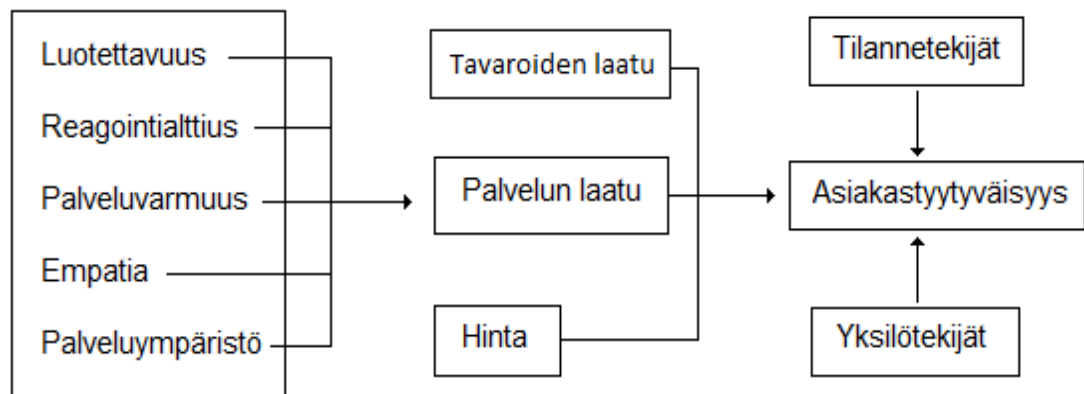 Luotettavuus
Reagointialttius
Palveluvarmuus
Empatia
Palveluympäristö
Tavaroiden laatu
Palvelun laatu
Hinta
Tilannetekijät
Asiakastyytyväisyys
Yksilötekijät